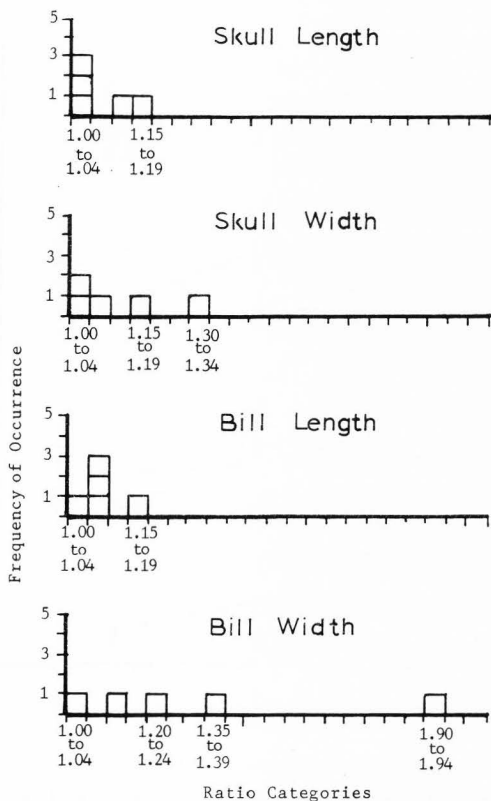 Frequency of Occurrence
Skull Length
5
3
1
1.00 1.15
to to
1.04 1.19
Skull Width
5
3
1
1.00 1.15 1.30
to to to
1.04 1.19 1.34
Bill Length
5
3
1
1.00 1.15
to to
1.04 1.19
Bill Width
5
3
1
1.00 1.20 1.35 1.90
to to to to
1.04 1.24 1.39 1.94
Ratio Categories